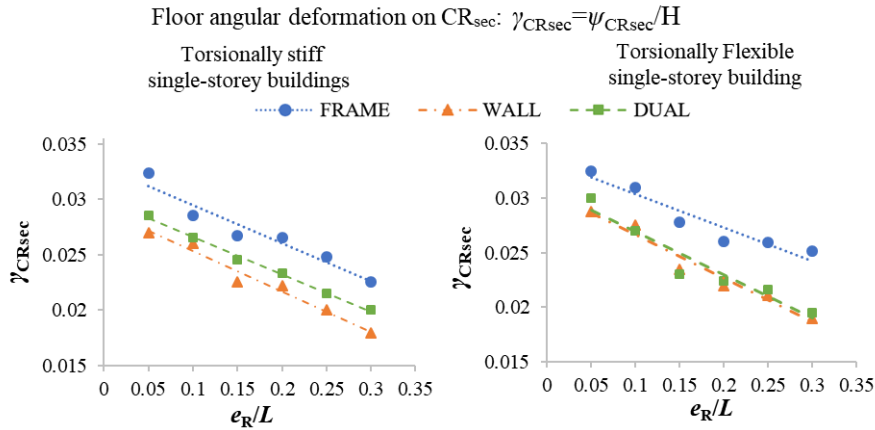 Floor angular deformation on CRsec: γCRsec=ψCRsec/H
Torsionally stiff
single-storey buildings
Torsionally Flexible
single-storey building
FRAME WALL DUAL
0.035
0.03
0.025
0.02
0.015
γCRsec
0 0.05 0.1 0.15 0.2 0.25 0.3 0.35
eR/L
0.035
0.03
0.025
0.02
0.015
γCRsec
0 0.05 0.1 0.15 0.2 0.25 0.3 0.35
eR/L